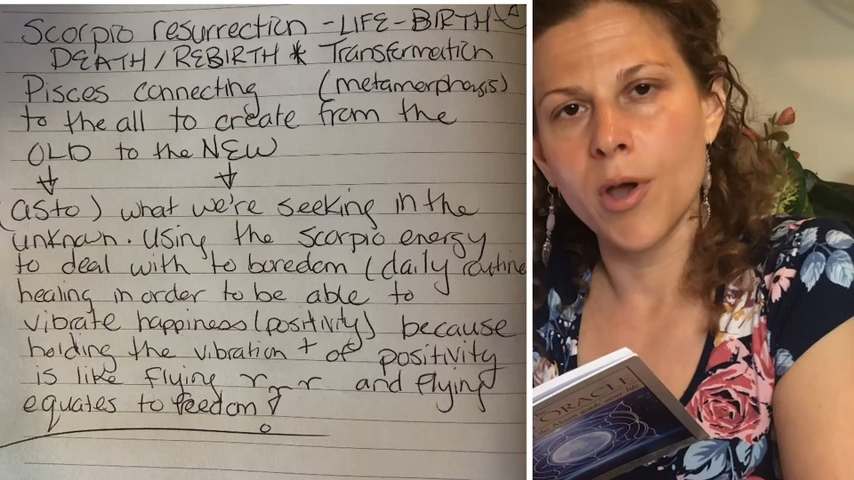 Scorpio resurrection - LIFE - BIRTH -
DEATH / REBIRTH * Transformation
Pisces connecting (metamorphasis)
to the all to create from the
OLD to the NEW
(as to) what we're seeking in the
unknown. Using the scorpio energy
to deal with to boredom (daily routine
healing in order to be able to
vibrate happiness (positivity) because
holding the vibration + of positivity
is like flying and flying
equates to freedom
ORACLE